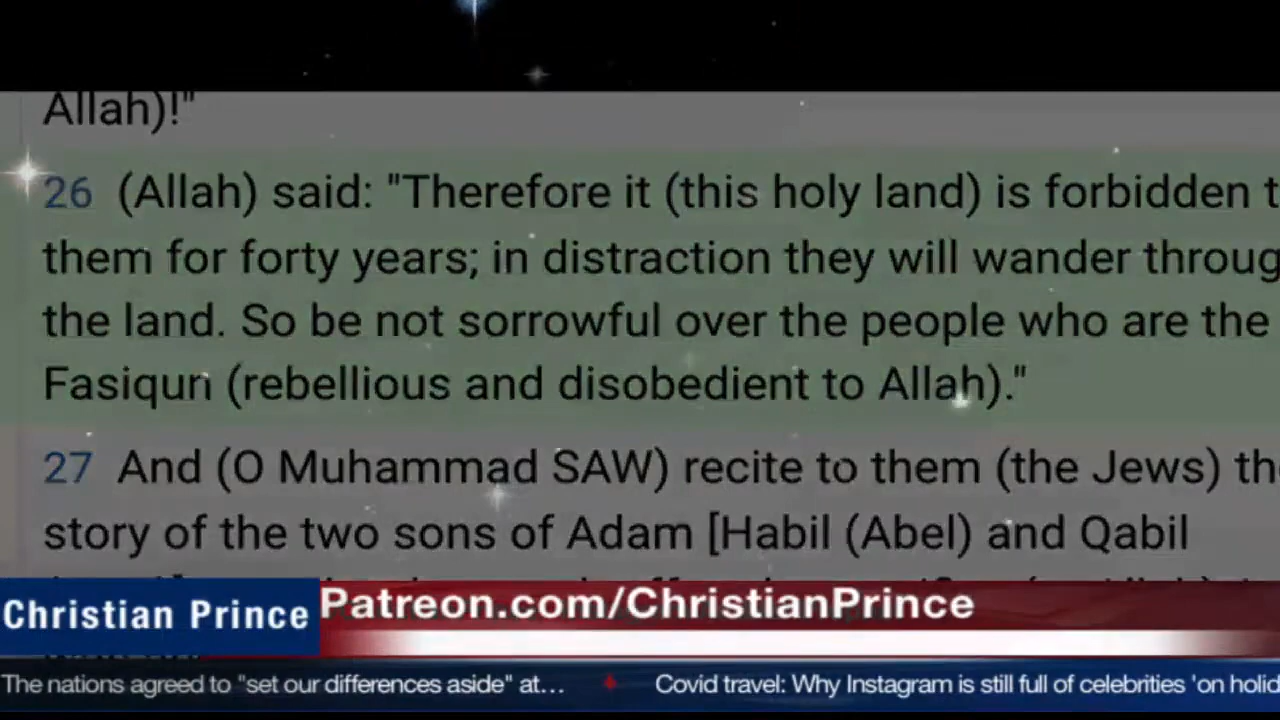 Allah)!"
26 (Allah) said: "Therefore it (this holy land) is forbidden t
them for forty years; in distraction they will wander throug
the land. So be not sorrowful over the people who are the
Fasiqun (rebellious and disobedient to Allah)."
27 And (O Muhammad SAW) recite to them (the Jews) th
story of the two sons of Adam [Habil (Abel) and Qabil
Christian Prince
Patreon.com/ChristianPrince
The nations agreed to "set our differences aside" at... Covid travel: Why Instagram is still full of celebrities 'on holid